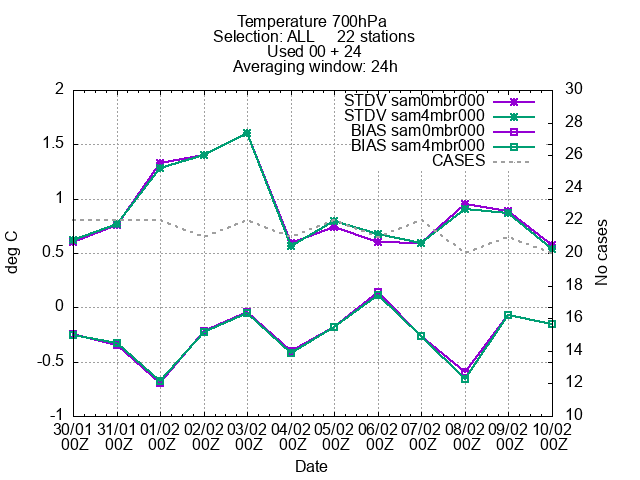 Temperature 700hPa
Selection: ALL 22 stations
Used 00 + 24
Averaging window: 24h
STDV sam0mbr000
STDV sam4mbr000
BIAS sam0mbr000
BIAS sam4mbr000
CASES
2
1.5
1
0.5
0
-0.5
-1
deg C
30
28
26
24
22
20
18
16
14
12
10
No cases
30/01 31/01 01/02 02/02 03/02 04/02 05/02 06/02 07/02 08/02 09/02 10/02
00Z 00Z 00Z 00Z 00Z 00Z 00Z 00Z 00Z 00Z 00Z 00Z
Date